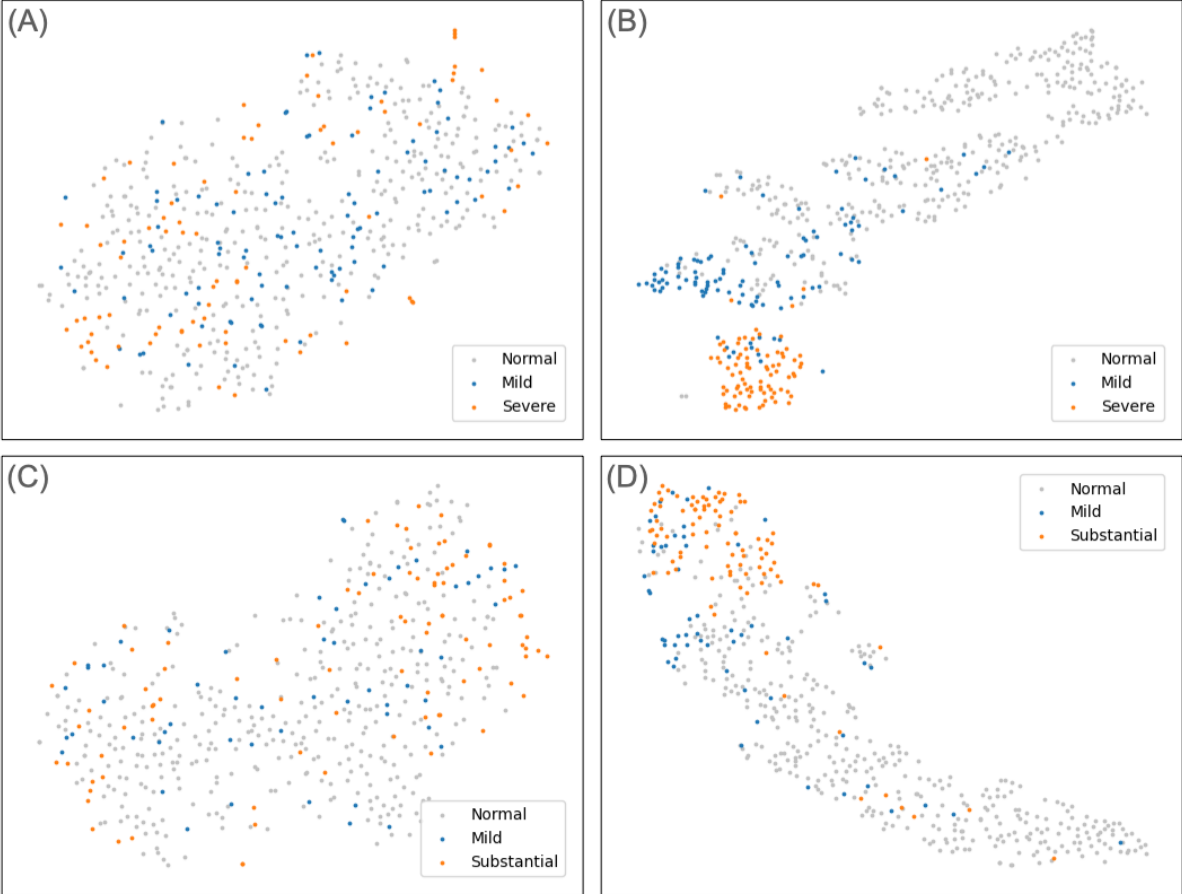 (A)
Normal
Mild
Severe
(B)
Normal
Mild
Severe
(C)
Normal
Mild
Substantial
(D)
Normal
Mild
Substantial